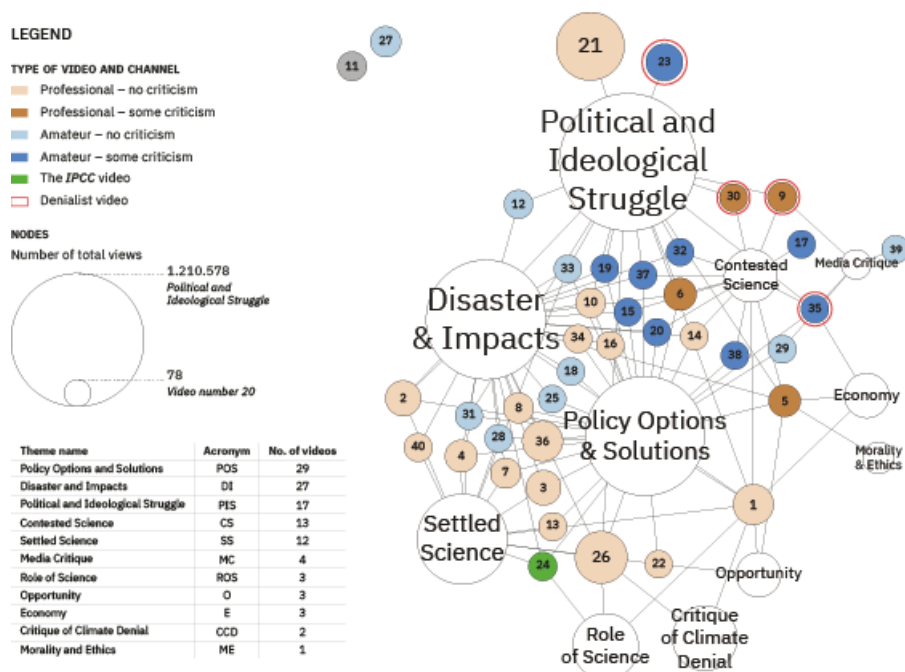 LEGEND
TYPE OF VIDEO AND CHANNEL
Professional – no criticism
Professional – some criticism
Amateur – no criticism
Amateur – some criticism
The IPCC video
Denialist video
NODES
Number of total views
1.210.578
Political and
Ideological Struggle
78
Video number 20
Theme name Acronym No. of videos
Policy Options and Solutions POS 29
Disaster and Impacts DI 27
Political and Ideological Struggle PIS 17
Contested Science CS 13
Settled Science SS 12
Media Critique MC 4
Role of Science ROS 3
Opportunity O 3
Economy E 3
Critique of Climate Denial CCD 2
Morality and Ethics ME 1
27
11
21
23
Political and
Ideological
Struggle
12
30
9
33
19
37
32
17
39
Contested
Science
Media Critique
Disaster
& Impacts
10
6
15
35
34
16
20
14
38
29
18
2
8
25
5
Economy
31
28
36
Policy Options
& Solutions
40
4
7
Morality
& Ethics
3
1
Settled
Science
13
24
26
22
Opportunity
Role
of Science
Critique
of Climate
Denial